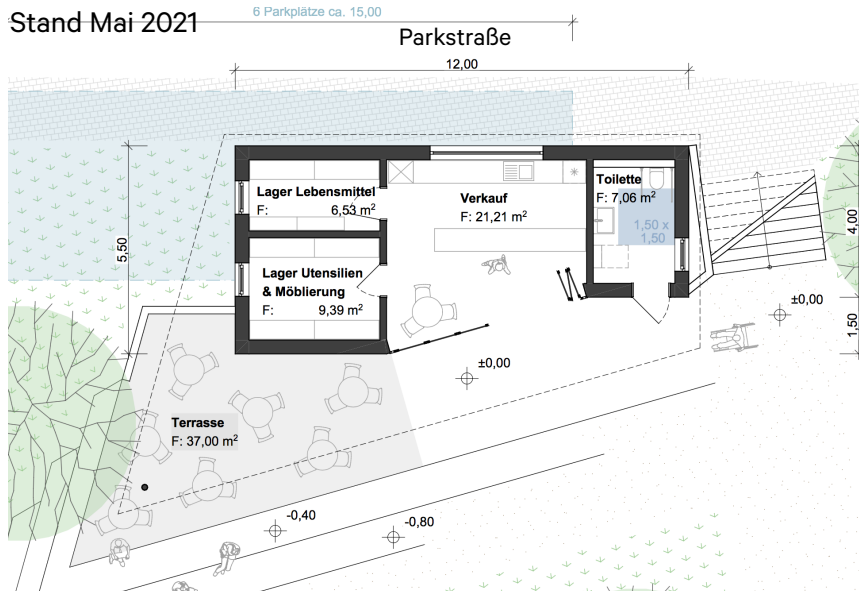 6 Parkplätze ca. 15,00
Stand Mai 2021
Parkstraße
12,00
Lager Lebensmittel
F: 6,53 m²
Verkauf
F: 21,21 m²
Toilette
F: 7,06 m²
1,50 x
1,50
4,00
5,50
Lager Utensilien
& Möblierung
F: 9,39 m²
±0,00
1,50
±0,00
Terrasse
F: 37,00 m²
-0,40
-0,80